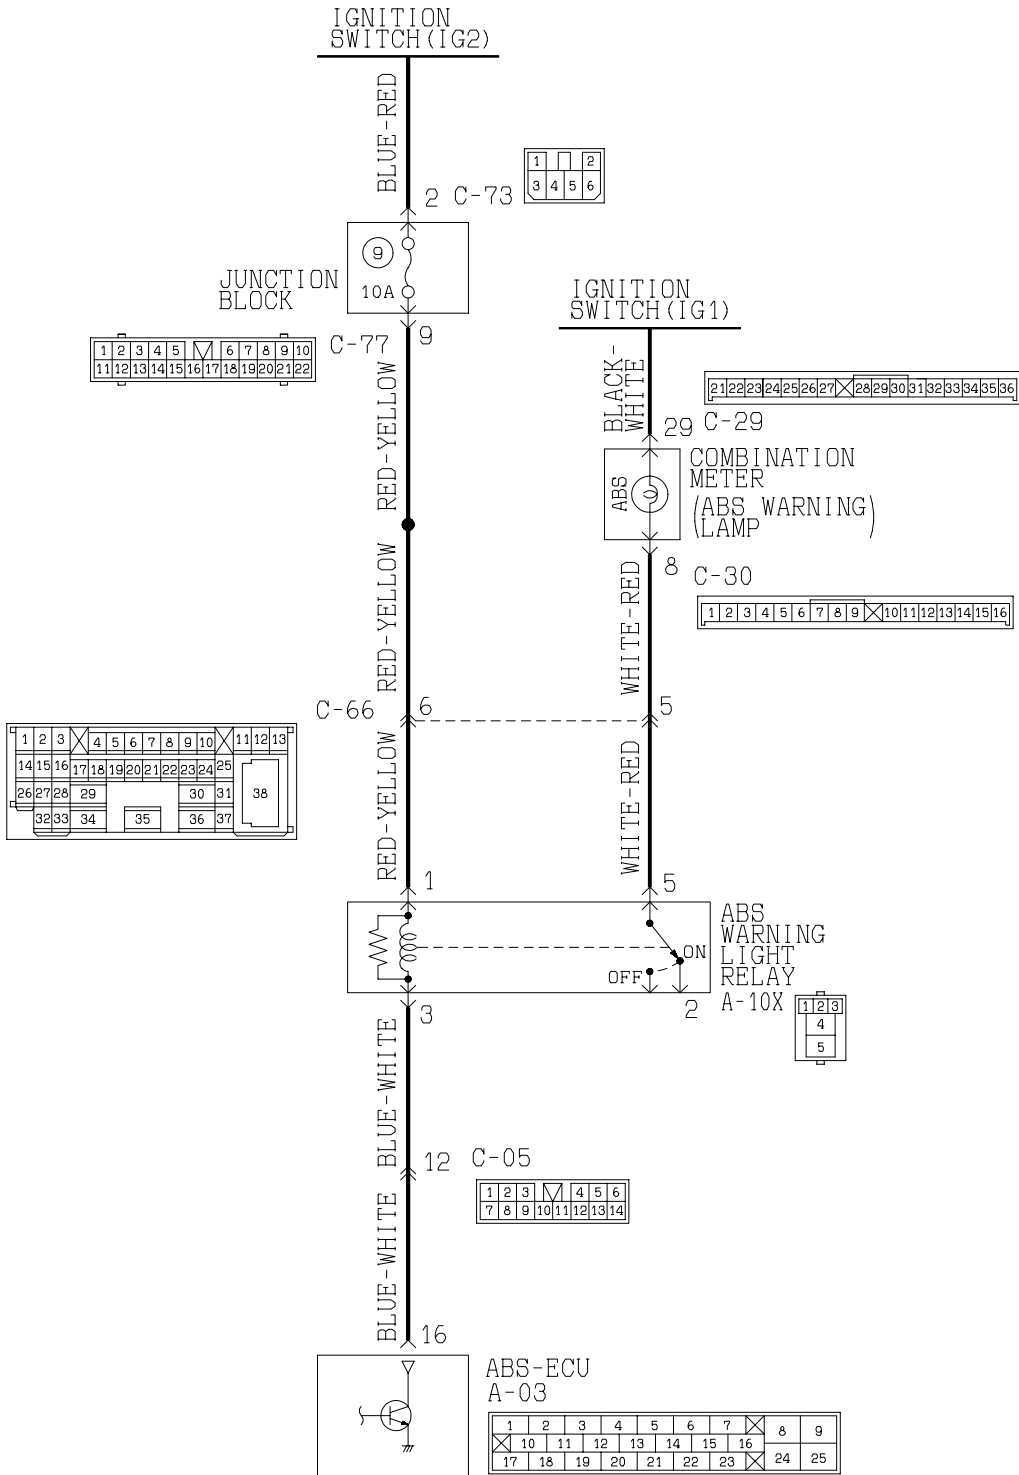 IGNITION
SWITCH(IG2)
BLUE-RED
2 C-73
1 2
3 4 5 6
9
10A
JUNCTION
BLOCK
9
C-77
1 2 3 4 5 6 7 8 9 10
11 12 13 14 15 16 17 18 19 20 21 22
RED-YELLOW
IGNITION
SWITCH(IG1)
BLACK-
WHITE
21 22 23 24 25 26 27 28 29 30 31 32 33 34 35 36
29 C-29
ABS
COMBINATION
METER
(ABS WARNING)
LAMP
8
C-30
1 2 3 4 5 6 7 8 9 10 11 12 13 14 15 16
RED-YELLOW
WHITE-RED
C-66 6
5
1 2 3 4 5 6 7 8 9 10 11 12 13
14 15 16 17 18 19 20 21 22 23 24 25
26 27 28 29 30 31 38
32 33 34 35 36 37
RED-YELLOW
WHITE-RED
1
5
ON
OFF
ABS
WARNING
LIGHT
RELAY
A-10X
1 2 3
4
5
3
2
BLUE-WHITE
12 C-05
1 2 3 4 5 6
7 8 9 10 11 12 13 14
BLUE-WHITE
16
ABS-ECU
A-03
1 2 3 4 5 6 7 8 9
10 11 12 13 14 15 16
17 18 19 20 21 22 23 24 25